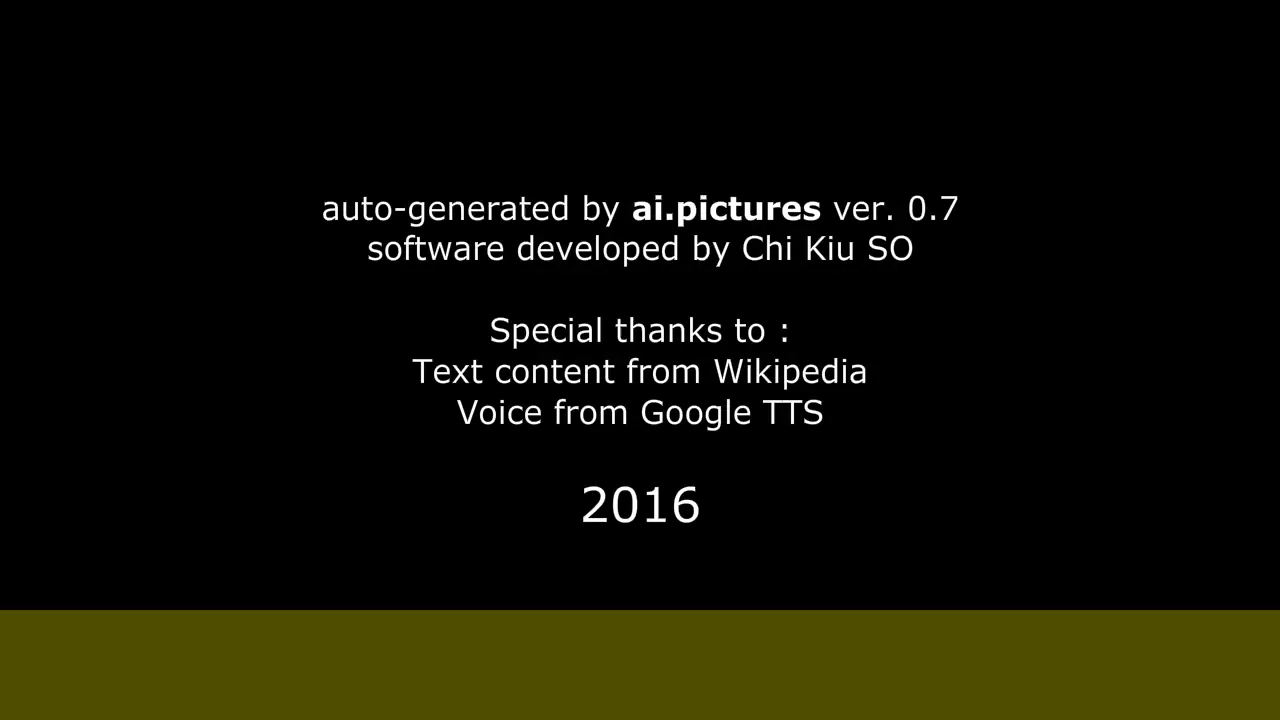 auto-generated by ai.pictures ver. 0.7
software developed by Chi Kiu SO
Special thanks to :
Text content from Wikipedia
Voice from Google TTS
2016